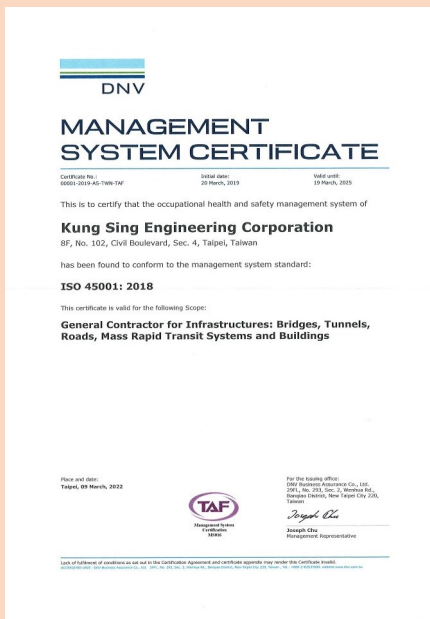 DNV
MANAGEMENT
SYSTEM CERTIFICATE
Certificate No.: Initial date: Valid until:
00001-2019-AS-TWN-TAF 20 March, 2019 19 March, 2025
This is to certify that the occupational health and safety management system of
Kung Sing Engineering Corporation
8F, No. 102, Civil Boulevard, Sec. 4, Taipei, Taiwan
has been found to conform to the management system standard:
ISO 45001: 2018
This certificate is valid for the following Scope:
General Contractor for Infrastructures: Bridges, Tunnels,
Roads, Mass Rapid Transit Systems and Buildings
Place and date:
Taipei, 09 March, 2022
TAF
Management System
Certification
For the issuing office:
DNV Business Assurance Co., Ltd.
29Fl., No. 293, Sec. 2, Wenhua Rd.,
Banqiao District, New Taipei City 220,
Taiwan
Joseph Chu
Joseph Chu
Management Representative
Lack of fulfilment of conditions as set out in the Certification Agreement and certificate appendix may render this Certificate invalid.